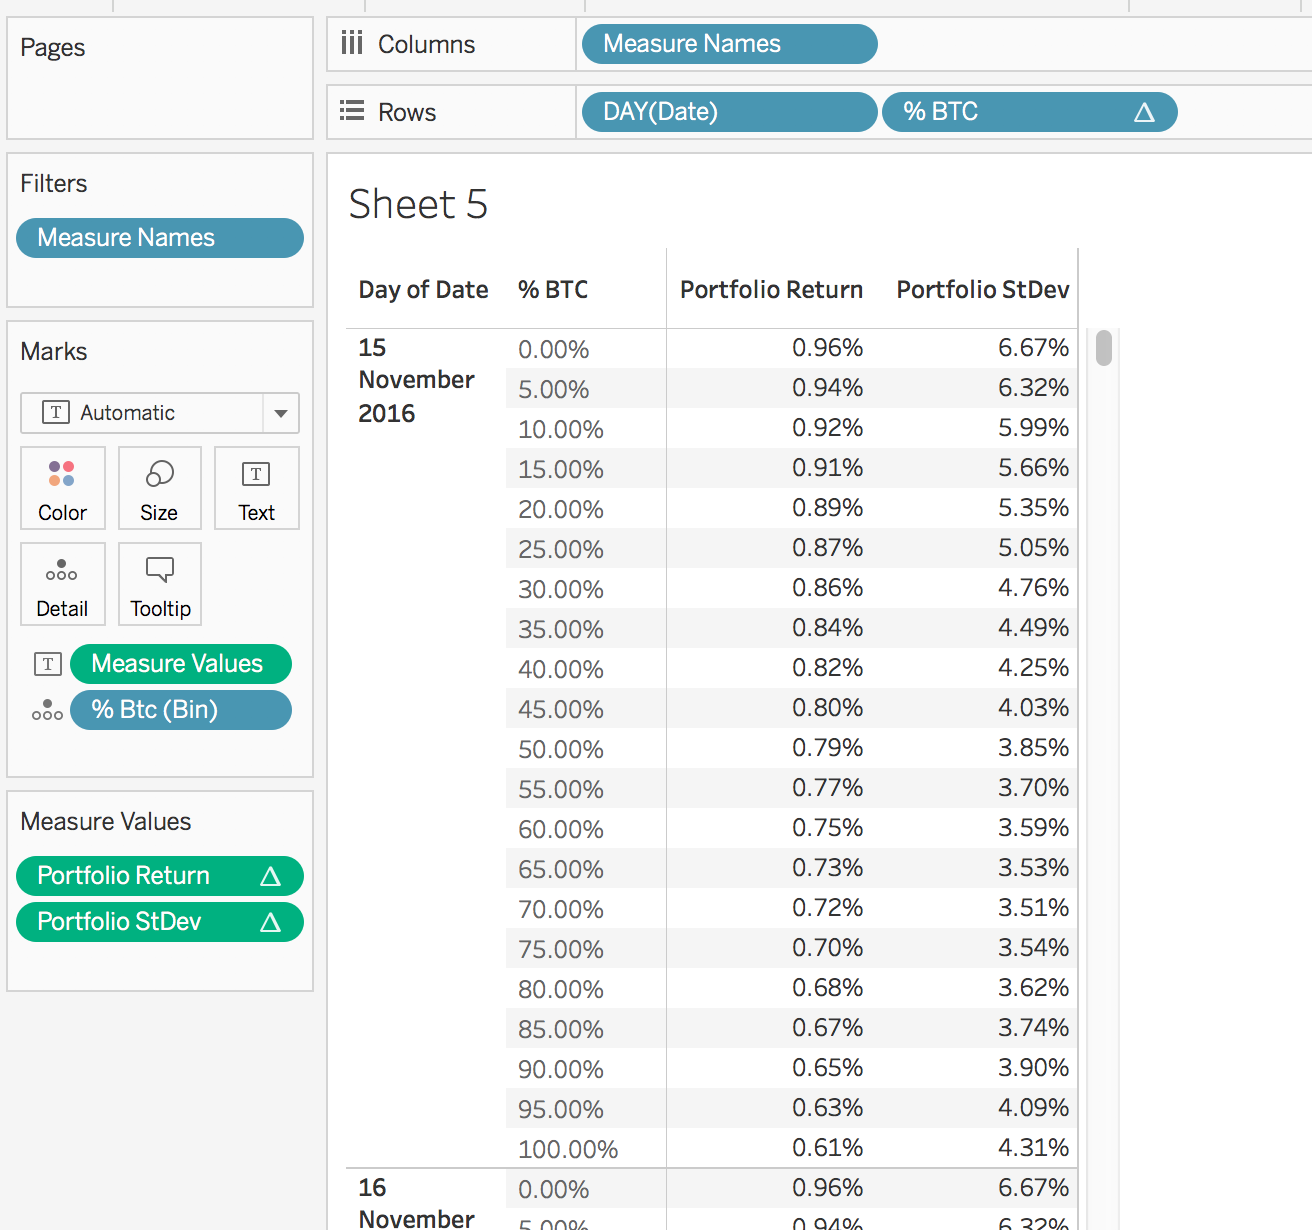 Pages
Columns
Measure Names
Rows
DAY(Date)
% BTC
Filters
Measure Names
Marks
T Automatic
Color
Size
T
Text
Detail
Tooltip
T Measure Values
% Btc (Bin)
Measure Values
Portfolio Return
Portfolio StDev
Sheet 5
Day of Date % BTC Portfolio Return Portfolio StDev
15 November 2016 0.00% 0.96% 6.67%
5.00% 0.94% 6.32%
10.00% 0.92% 5.99%
15.00% 0.91% 5.66%
20.00% 0.89% 5.35%
25.00% 0.87% 5.05%
30.00% 0.86% 4.76%
35.00% 0.84% 4.49%
40.00% 0.82% 4.25%
45.00% 0.80% 4.03%
50.00% 0.79% 3.85%
55.00% 0.77% 3.70%
60.00% 0.75% 3.59%
65.00% 0.73% 3.53%
70.00% 0.72% 3.51%
75.00% 0.70% 3.54%
80.00% 0.68% 3.62%
85.00% 0.67% 3.74%
90.00% 0.65% 3.90%
95.00% 0.63% 4.09%
100.00% 0.61% 4.31%
16 November 0.00% 0.96% 6.67%
5.00% 0.94% 6.32%